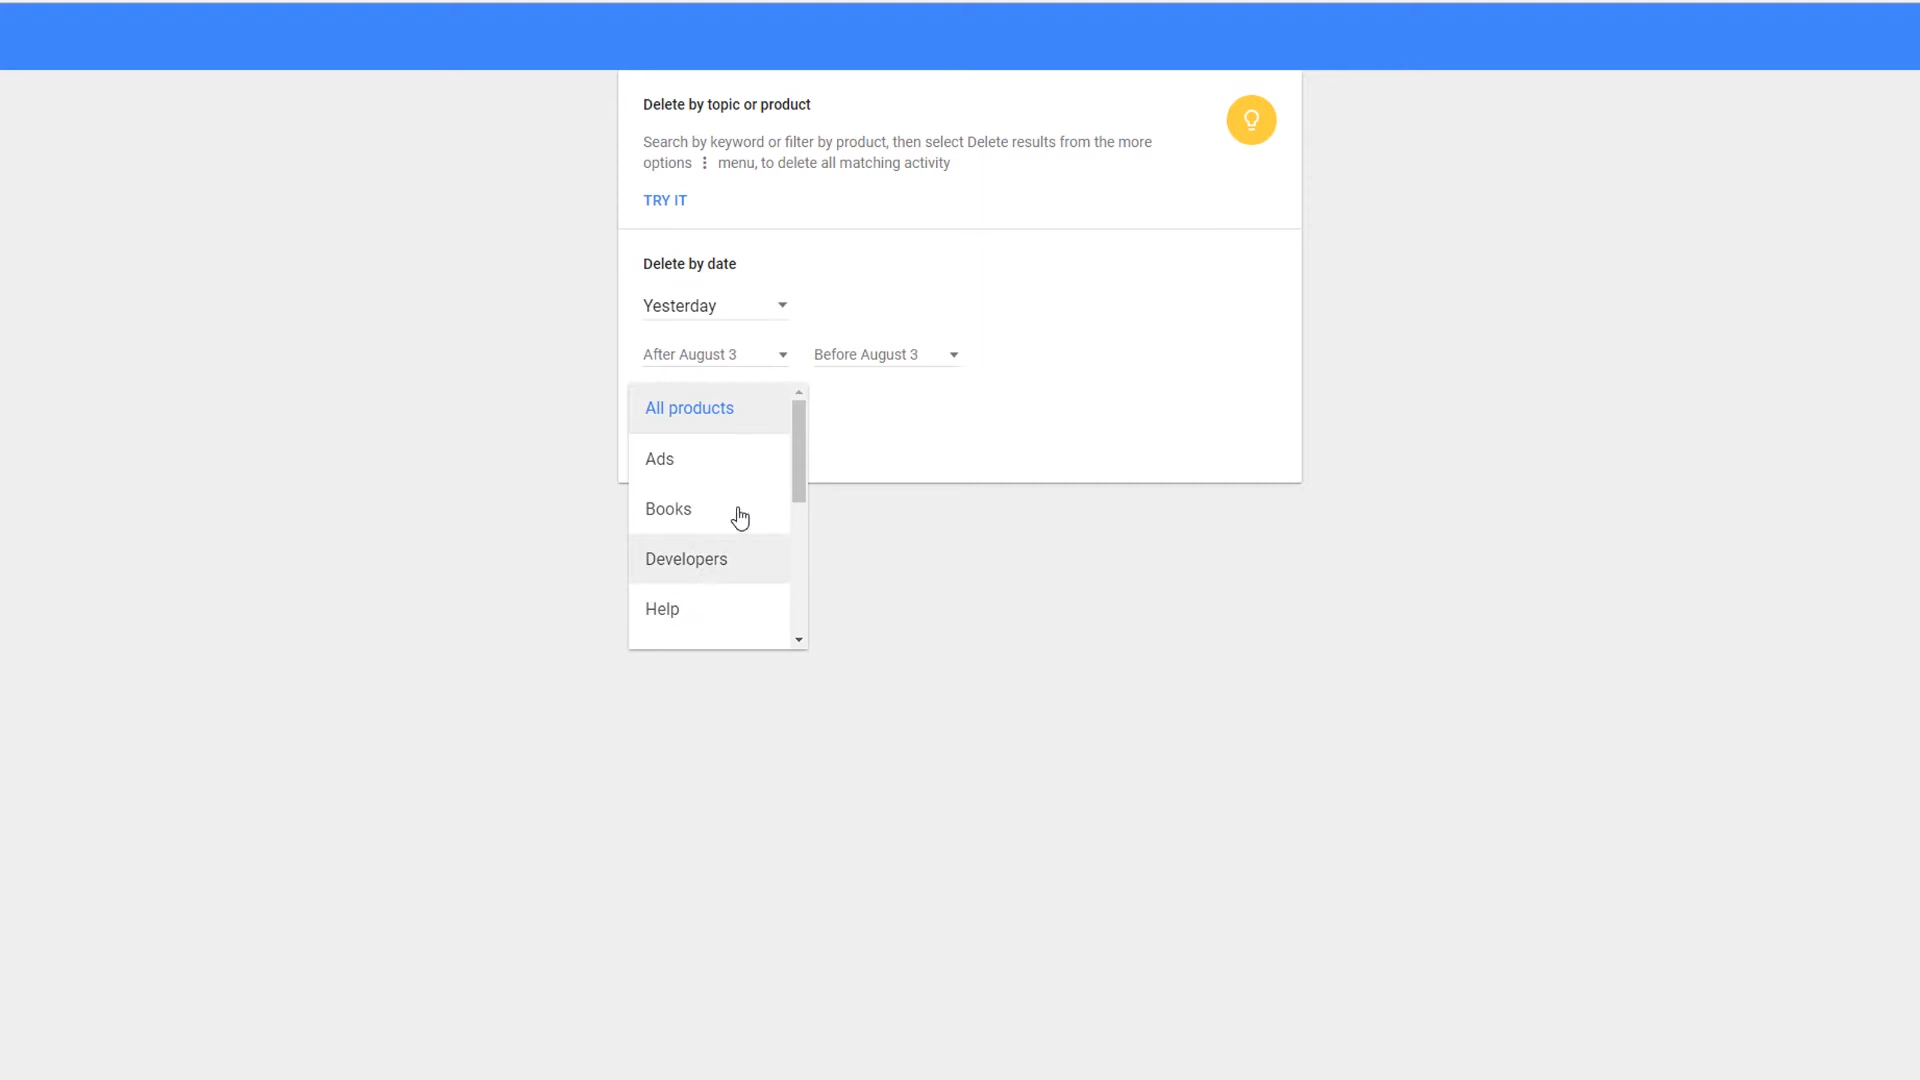 Delete by topic or product
Search by keyword or filter by product, then select Delete results from the more
options ⋮ menu, to delete all matching activity
TRY IT
Delete by date
Yesterday
After August 3 Before August 3
All products
Ads
Books
Developers
Help